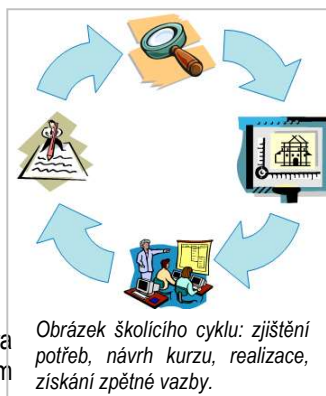 a
m
Obrázek školícího cyklu: zjištění
potřeb, návrh kurzu, realizace,
získání zpětné vazby.